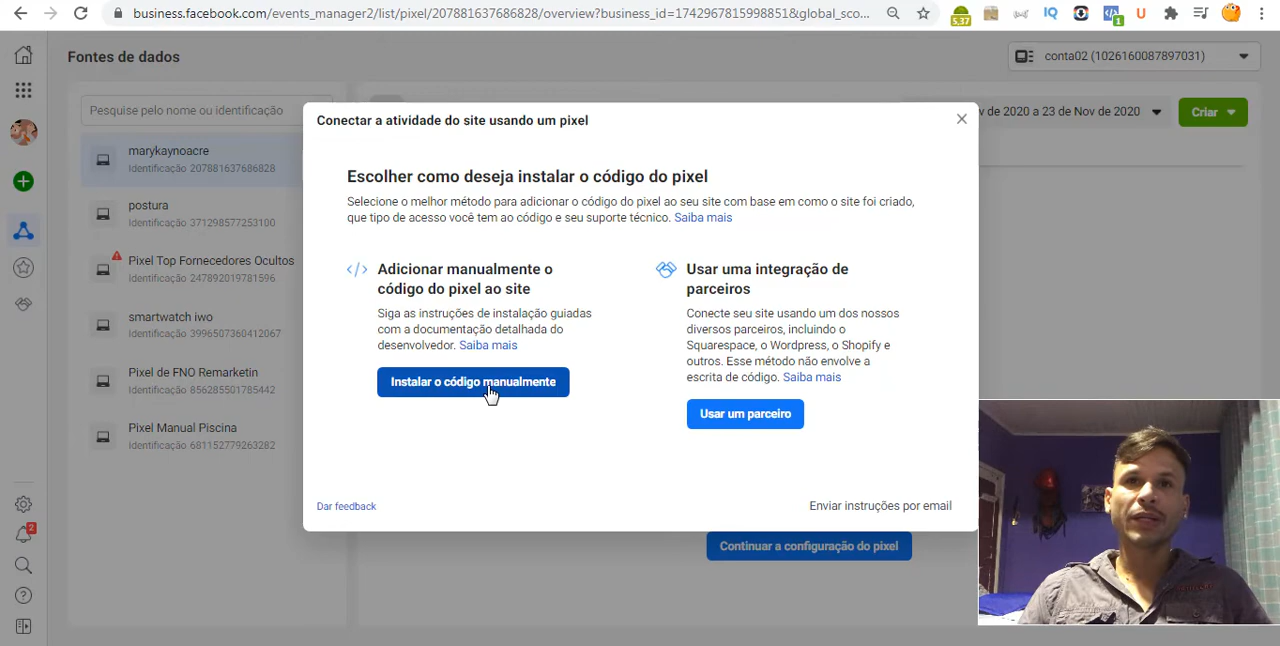 business.facebook.com/events_manager2/list/pixel/207881637686828/overview?business_id=1742967815998851&global_sco...
5,37
IQ
1
U
Fontes de dados
conta02 (1026160087897031)
Pesquise pelo nome ou identificação
v de 2020 a 23 de Nov de 2020
Criar
marykaynoacre
Identificação 207881637686828
postura
Identificação 371298577253100
Pixel Top Fornecedores Ocultos
Identificação 247892019781596
smartwatch iwo
Identificação 3996507360412067
Pixel de FNO Remarketin
Identificação 856285501785442
Pixel Manual Piscina
Identificação 681152779263282
2
Conectar a atividade do site usando um pixel
Escolher como deseja instalar o código do pixel
Selecione o melhor método para adicionar o código do pixel ao seu site com base em como o site foi criado,
que tipo de acesso você tem ao código e seu suporte técnico. Saiba mais
Adicionar manualmente o
código do pixel ao site
Siga as instruções de instalação guiadas
com a documentação detalhada do
desenvolvedor. Saiba mais
Instalar o código manualmente
Usar uma integração de
parceiros
Conecte seu site usando um dos nossos
diversos parceiros, incluindo o
Squarespace, o Wordpress, o Shopify e
outros. Esse método não envolve a
escrita de código. Saiba mais
Usar um parceiro
Dar feedback
Enviar instruções por email
Continuar a configuração do pixel